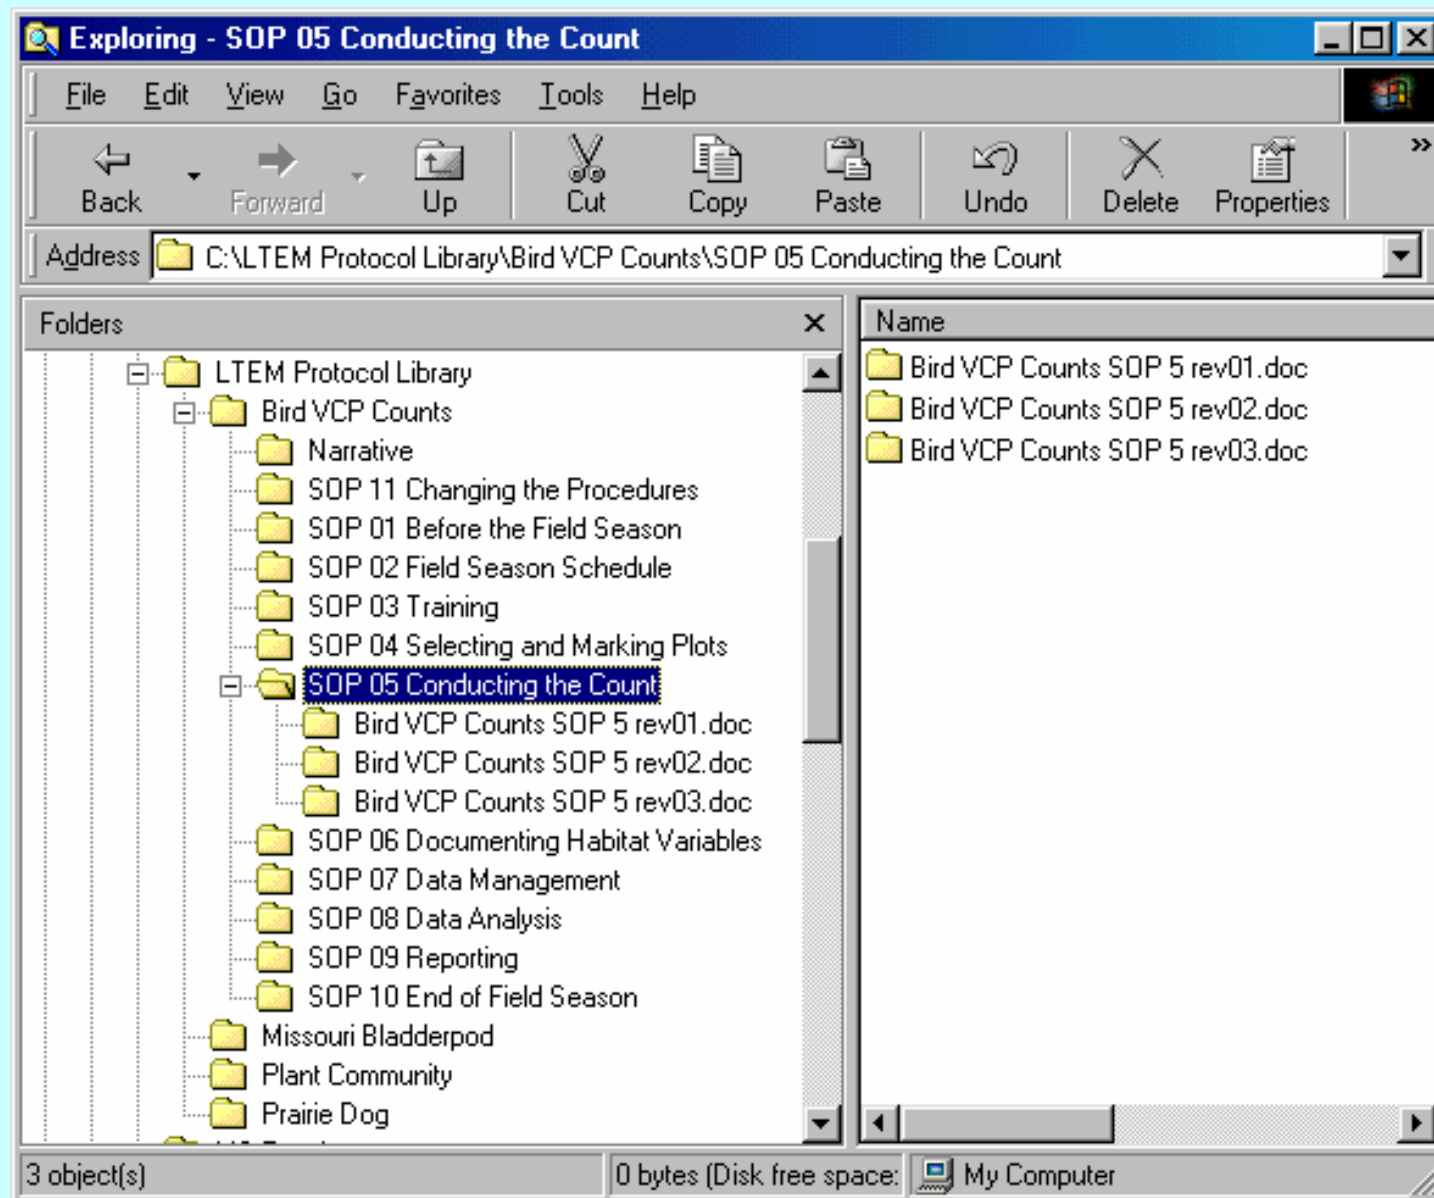 Exploring - SOP 05 Conducting the Count
File Edit View Go Favorites Tools Help
Back Forward Up Cut Copy Paste Undo Delete Properties »
Address C:\LTEM Protocol Library\Bird VCP Counts\SOP 05 Conducting the Count
Folders
LTEM Protocol Library
Bird VCP Counts
Narrative
SOP 11 Changing the Procedures
SOP 01 Before the Field Season
SOP 02 Field Season Schedule
SOP 03 Training
SOP 04 Selecting and Marking Plots
SOP 05 Conducting the Count
Bird VCP Counts SOP 5 rev01.doc
Bird VCP Counts SOP 5 rev02.doc
Bird VCP Counts SOP 5 rev03.doc
SOP 06 Documenting Habitat Variables
SOP 07 Data Management
SOP 08 Data Analysis
SOP 09 Reporting
SOP 10 End of Field Season
Missouri Bladderpod
Plant Community
Prairie Dog
Name
Bird VCP Counts SOP 5 rev01.doc
Bird VCP Counts SOP 5 rev02.doc
Bird VCP Counts SOP 5 rev03.doc
3 object(s) 0 bytes (Disk free space: My Computer